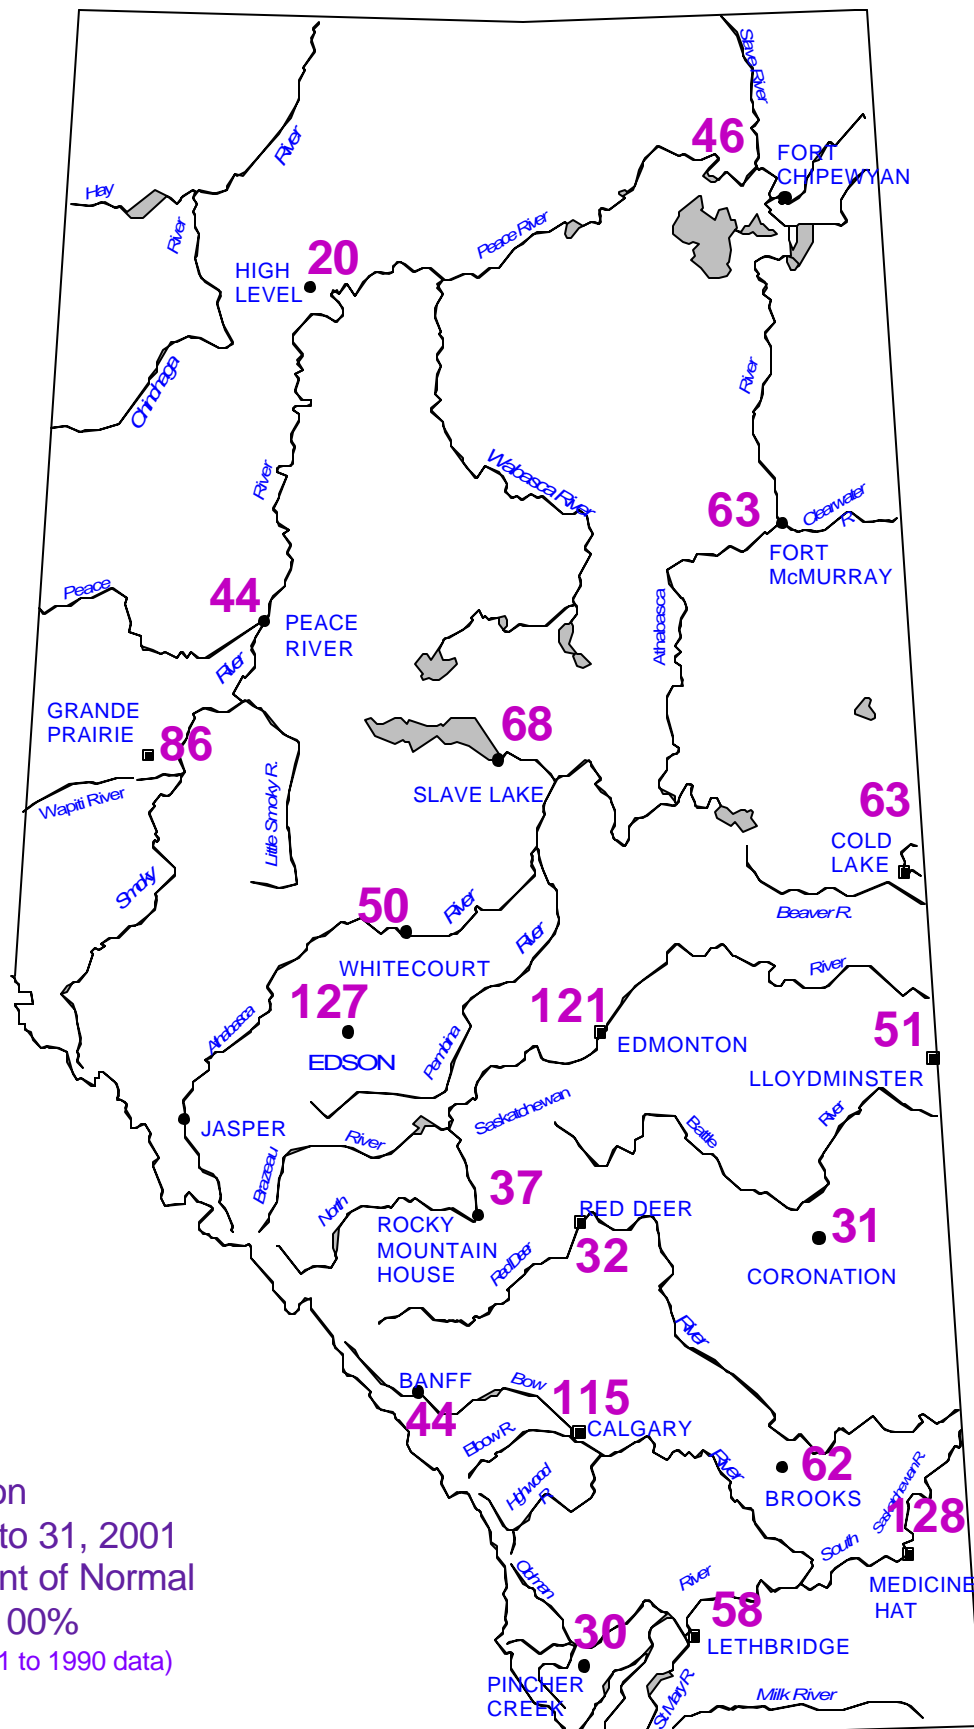 Slave River
46
FORT
CHIPEWYAN
River
Hay
River
Peace River
HIGH
LEVEL
20
Chinchaga
River
River
Wabasca River
63
Clearwater
R.
FORT
McMURRAY
Peace
44
PEACE
RIVER
Athabasca
River
GRANDE
PRAIRIE
86
68
SLAVE LAKE
Wapiti River
Little Smoky R.
63
COLD
LAKE
Smoky
50
River
Beaver R.
WHITECOURT
River
127
EDSON
121
EDMONTON
River
51
LLOYDMINSTER
Athabasca
Pembina
JASPER
Saskatchewan
River
Battle
River
Brazeau
North
37
ROCKY
MOUNTAIN
HOUSE
RED DEER
32
Red Deer
31
CORONATION
River
BANFF
44
Bow
115
CALGARY
Elbow R.
Highwood
R.
River
62
BROOKS
Saskatchewan R.
128
MEDICINE
HAT
South
Oldman
River
58
LETHBRIDGE
30
PINCHER
CREEK
St. Mary R.
Milk River
on
to 31, 2001
nt of Normal
00%
1 to 1990 data)